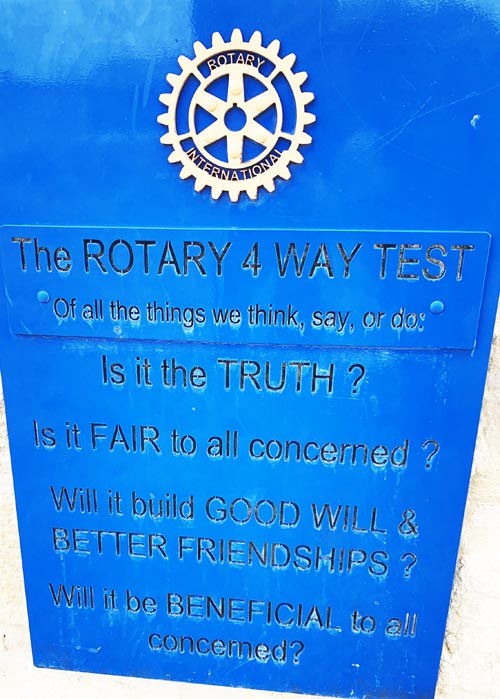 ROTARY
INTERNATIONAL
The ROTARY 4 WAY TEST
Of all the things we think, say, or do:
Is it the TRUTH ?
Is it FAIR to all concerned ?
Will it build GOOD WILL &
BETTER FRIENDSHIPS ?
Will it be BENEFICIAL to all
concerned?